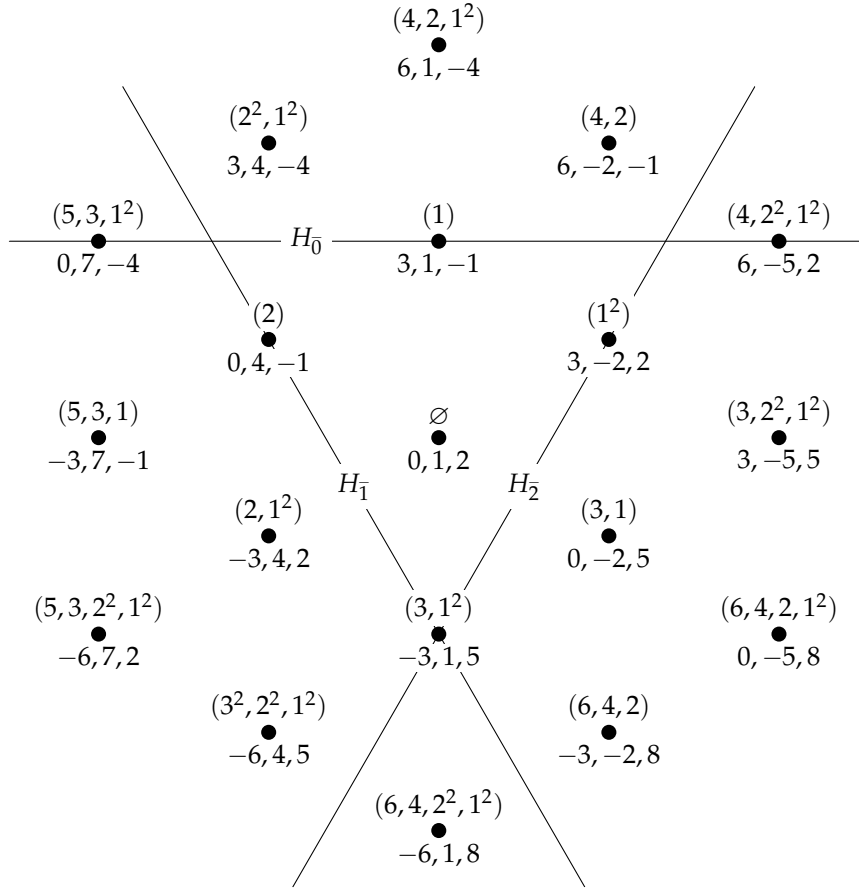 (4, 2, 1²)
6, 1, −4
(2², 1²)
3, 4, −4
(4, 2)
6, −2, −1
(5, 3, 1²)
0, 7, −4
H_0̅
(1)
3, 1, −1
(4, 2², 1²)
6, −5, 2
(2)
0, 4, −1
(1²)
3, −2, 2
(5, 3, 1)
−3, 7, −1
∅
0, 1, 2
(3, 2², 1²)
3, −5, 5
H_1̅
H_2̅
(2, 1²)
−3, 4, 2
(3, 1)
0, −2, 5
(5, 3, 2², 1²)
−6, 7, 2
(3, 1²)
−3, 1, 5
(6, 4, 2, 1²)
0, −5, 8
(3², 2², 1²)
−6, 4, 5
(6, 4, 2)
−3, −2, 8
(6, 4, 2², 1²)
−6, 1, 8